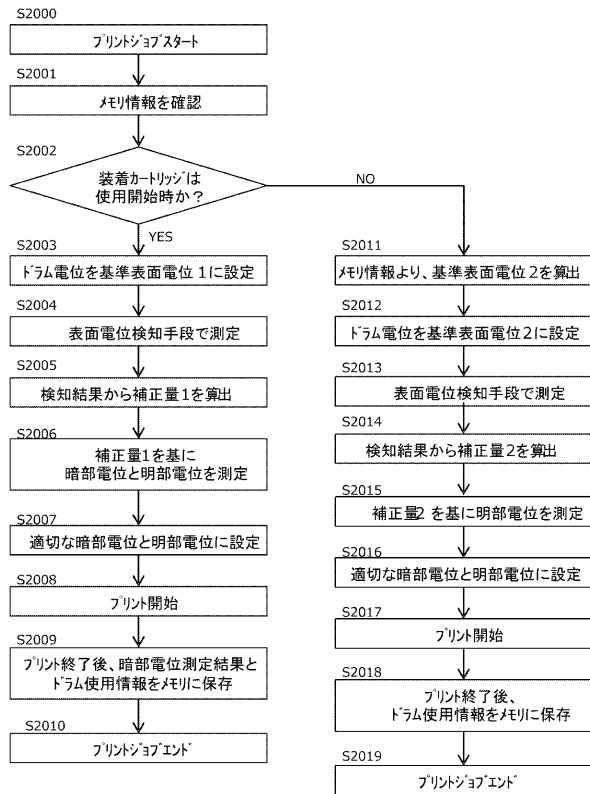 S2000
プリントジョブスタート
S2001
メモリ情報を確認
S2002
装着カートリッジは
使用開始時か？
NO
YES
S2003
ドラム電位を基準表面電位1に設定
S2004
表面電位検知手段で測定
S2005
検知結果から補正量1を算出
S2006
補正量1を基に
暗部電位と明部電位を測定
S2007
適切な暗部電位と明部電位に設定
S2008
プリント開始
S2009
プリント終了後、暗部電位測定結果と
ドラム使用情報をメモリに保存
S2010
プリントジョブエンド
S2011
メモリ情報より、基準表面電位2を算出
S2012
ドラム電位を基準表面電位2に設定
S2013
表面電位検知手段で測定
S2014
検知結果から補正量2を算出
S2015
補正量2 を基に明部電位を測定
S2016
適切な暗部電位と明部電位に設定
S2017
プリント開始
S2018
プリント終了後、
ドラム使用情報をメモリに保存
S2019
プリントジョブエンド